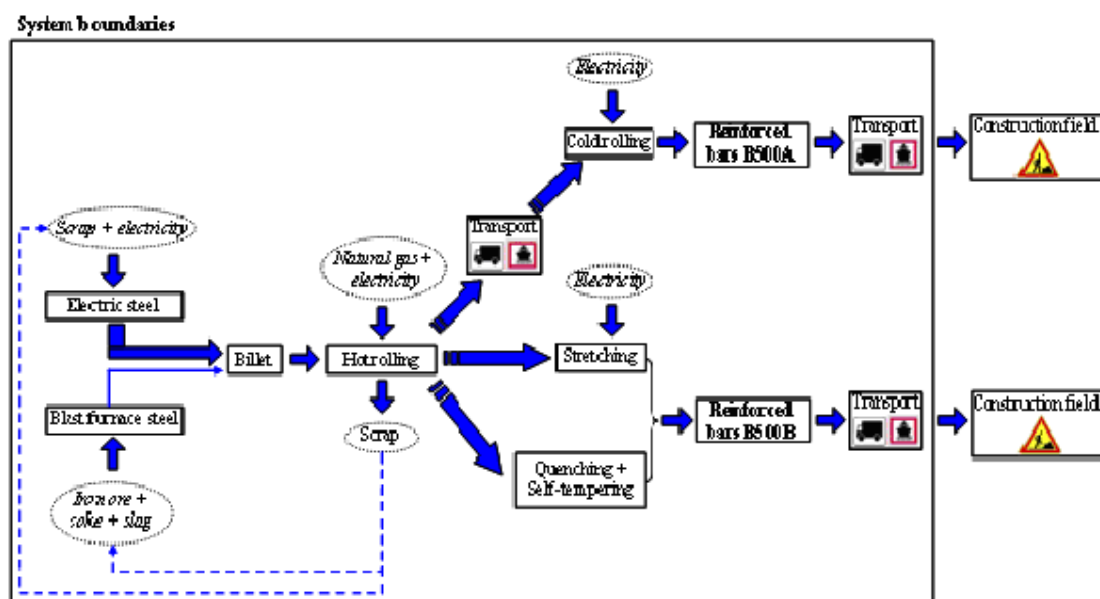 System boundaries
Electricity
Cold rolling
Reinforced
bars B500A
Transport
Construction field
Scrap + electricity
Natural gas +
electricity
Transport
Electricity
Electric steel
Billet
Hot rolling
Stretching
Blast furnace steel
Scrap
Reinforced
bars B500B
Transport
Construction field
Iron ore +
coke + slag
Quenching +
Self-tempering